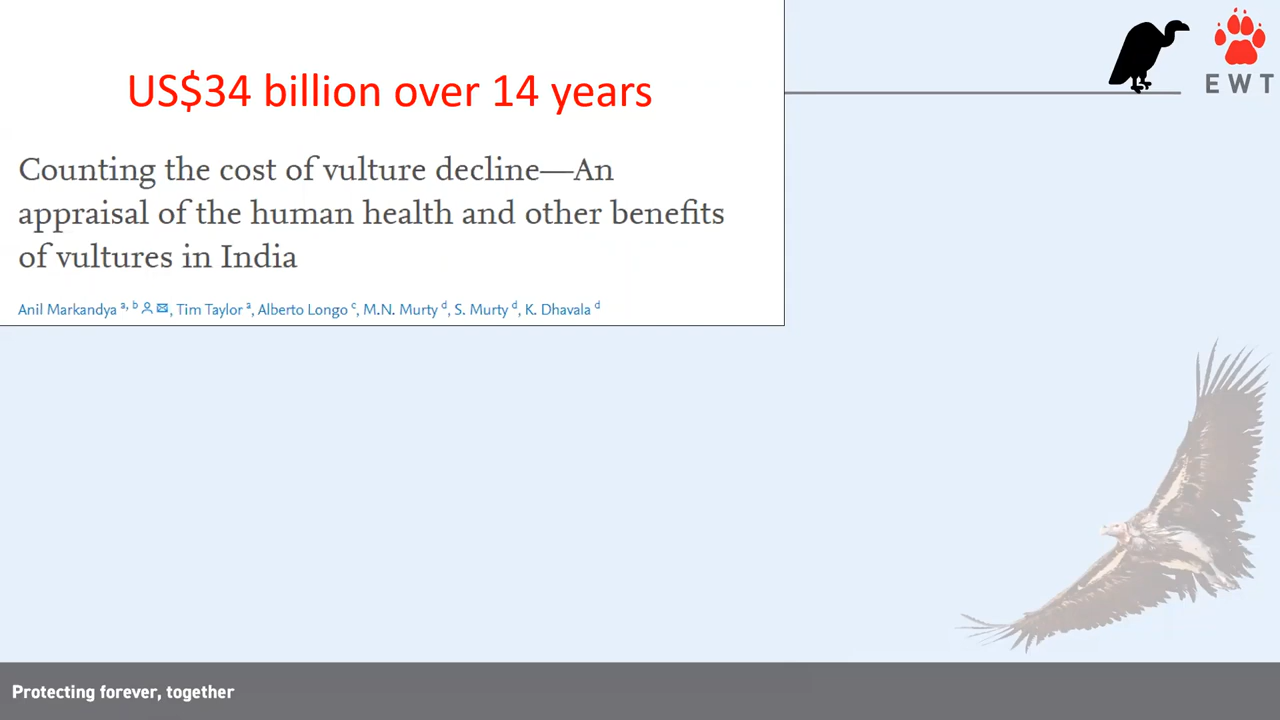 US$34 billion over 14 years
EWT
Counting the cost of vulture decline—An
appraisal of the human health and other benefits
of vultures in India
Anil Markandya a, b, Tim Taylor a, Alberto Longo c, M.N. Murty d, S. Murty d, K. Dhavala d
Protecting forever, together